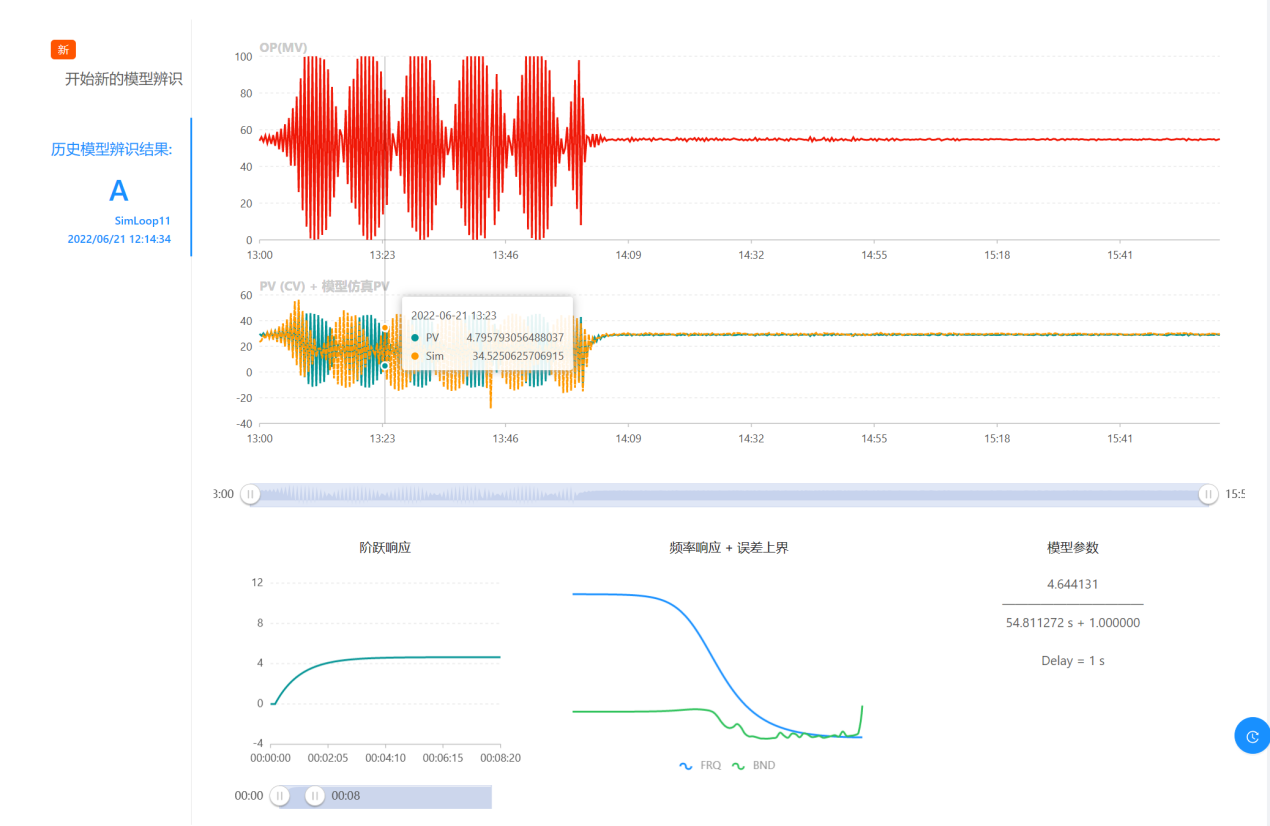 新
开始新的模型辨识
历史模型辨识结果:
A
SimLoop11
2022/06/21 12:14:34
OP(MV)
100
80
60
40
20
0
13:00 13:23 13:46 14:09 14:32 14:55 15:18 15:41
PV (CV) + 模型仿真PV
60
40
20
0
-20
-40
13:00 13:23 13:46 14:09 14:32 14:55 15:18 15:41
2022-06-21 13:23
PV 4.795793056488037
Sim 34.5250625706915
3:00 15:5
阶跃响应
12
8
4
0
-4
00:00:00 00:02:05 00:04:10 00:06:15 00:08:20
00:00 00:08
频率响应 + 误差上界
FRQ BND
模型参数
4.644131
54.811272 s + 1.000000
Delay = 1 s